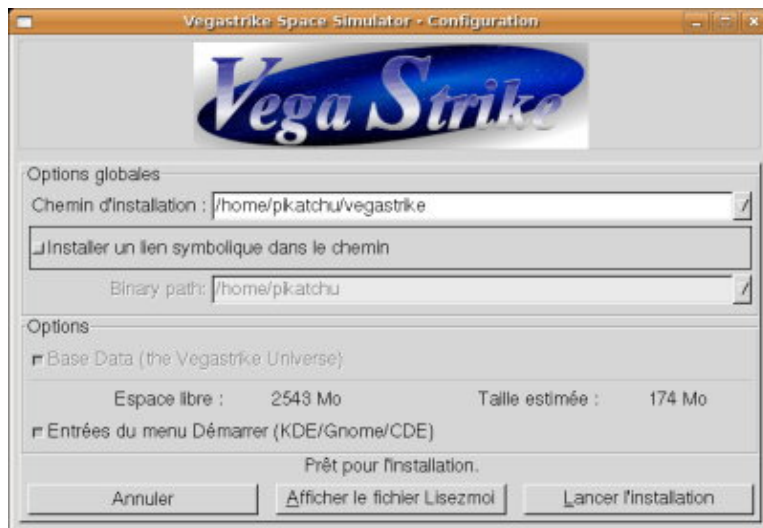 Vegastrike Space Simulator - Configuration
Vega Strike
Options globales
Chemin d'installation : /home/pikatchu/vegastrike /
Installer un lien symbolique dans le chemin
Binary path: /home/pikatchu /
Options
Base Data (the Vegastrike Universe)
Espace libre : 2543 Mo Taille estimée : 174 Mo
Entrées du menu Démarrer (KDE/Gnome/CDE)
Prêt pour l'installation.
Annuler Afficher le fichier Lisezmoi Lancer l'installation